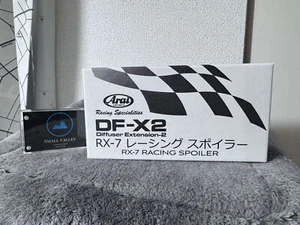 Arai
Racing Specialities
DF-X2
Diffuser Extension-2
RX-7 レーシング スポイラー
RX-7 RACING SPOILER
SMALL VALLEY